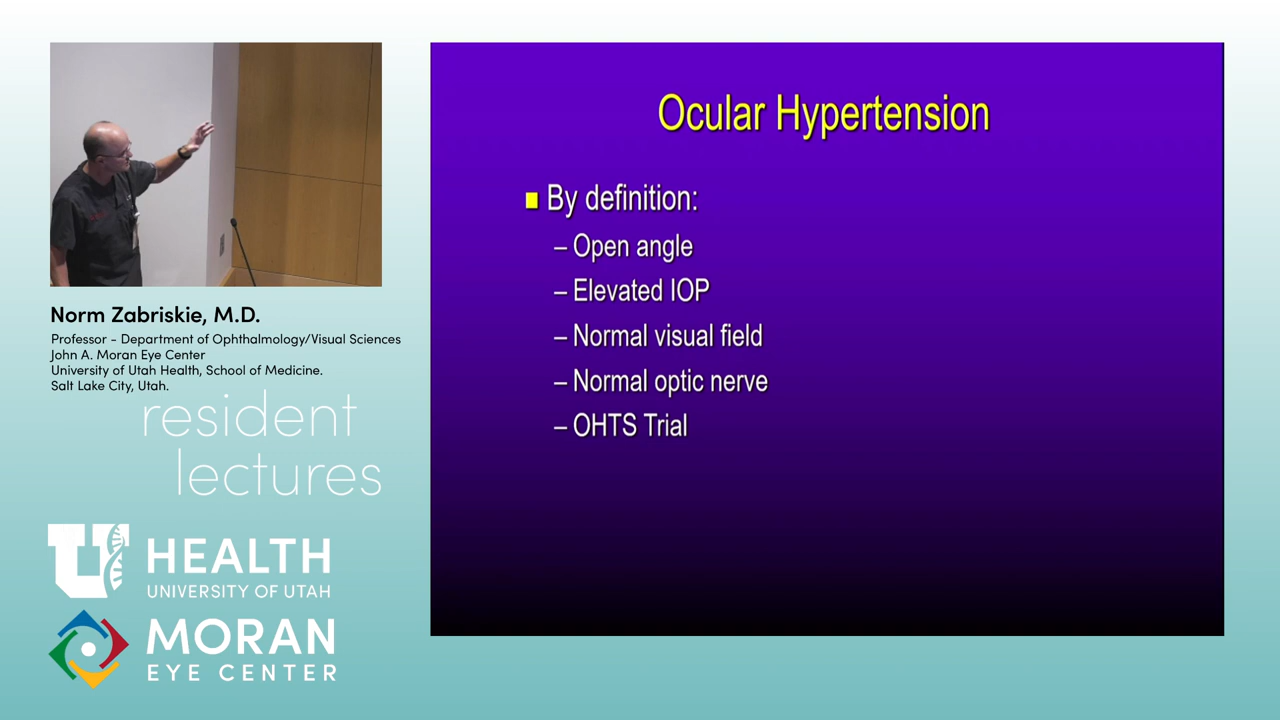 Norm Zabriskie, M.D.
Professor - Department of Ophthalmology/Visual Sciences
John A. Moran Eye Center
University of Utah Health, School of Medicine.
Salt Lake City, Utah.
resident
lectures
U HEALTH
UNIVERSITY OF UTAH
MORAN
EYE CENTER
Ocular Hypertension
By definition:
– Open angle
– Elevated IOP
– Normal visual field
– Normal optic nerve
– OHTS Trial